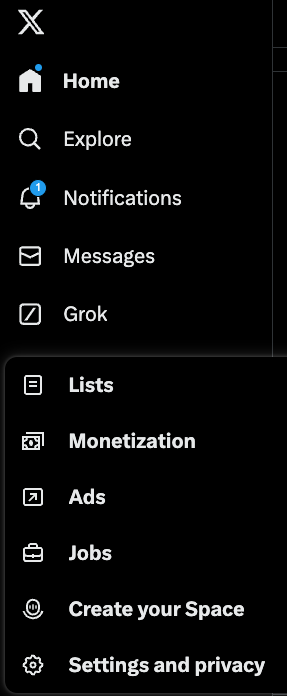 Home
Explore
1
Notifications
Messages
Grok
Lists
Monetization
Ads
Jobs
Create your Space
Settings and privacy